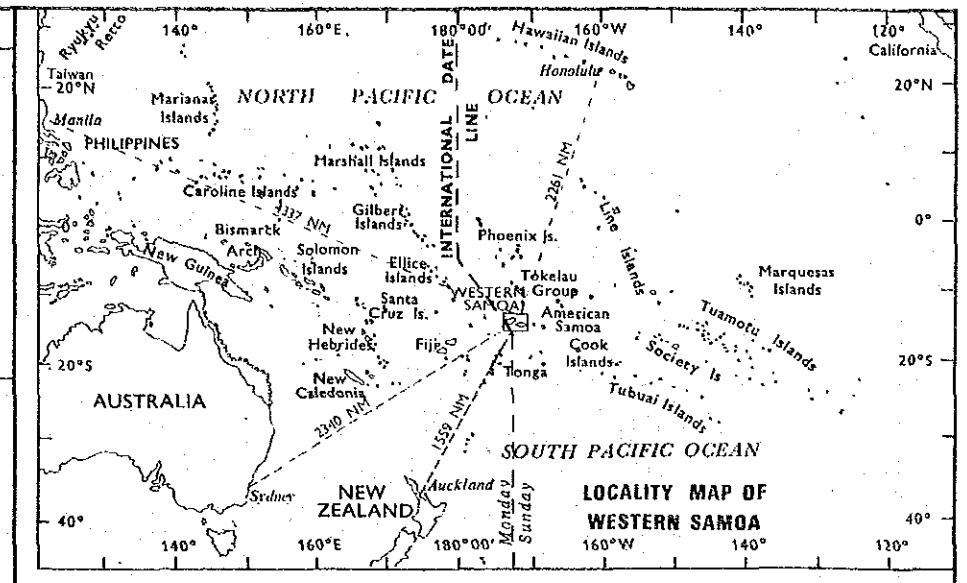 140°
160°E.
180°00'
160°W
140°
120°
Ryukyu
Retto
Hawaiian Islands
California
Taiwan
20°N
Honolulu
20°
INTERNATIONAL DATE
LINE
Marianas
Islands
NORTH PACIFIC OCEAN
Manila
PHILIPPINES
Marshall Islands
2261 NM
Caroline Islands
Line Islands
Gilbert
Islands
0°
Bismarck
Arch
Solomon
Islands
Phoenix Is.
0°
New Guinea
Ellice
Islands
Tokelau
Group
Marquesas
Islands
WESTERN
SAMOA
Santa
Cruz Is.
American
Samoa
Tuamotu Islands
New
Hebrides
Fiji
Cook
Islands
Society Is
20°S
Tonga
20°
New
Caledonia
Tubuai Islands
AUSTRALIA
2340 NM
1559 NM
SOUTH PACIFIC OCEAN
Sydney
NEW
ZEALAND
Auckland
Monday
Sunday
LOCALITY MAP OF
WESTERN SAMOA
40°
40°
140°
160°E
180°00'
160°W
140°
120°